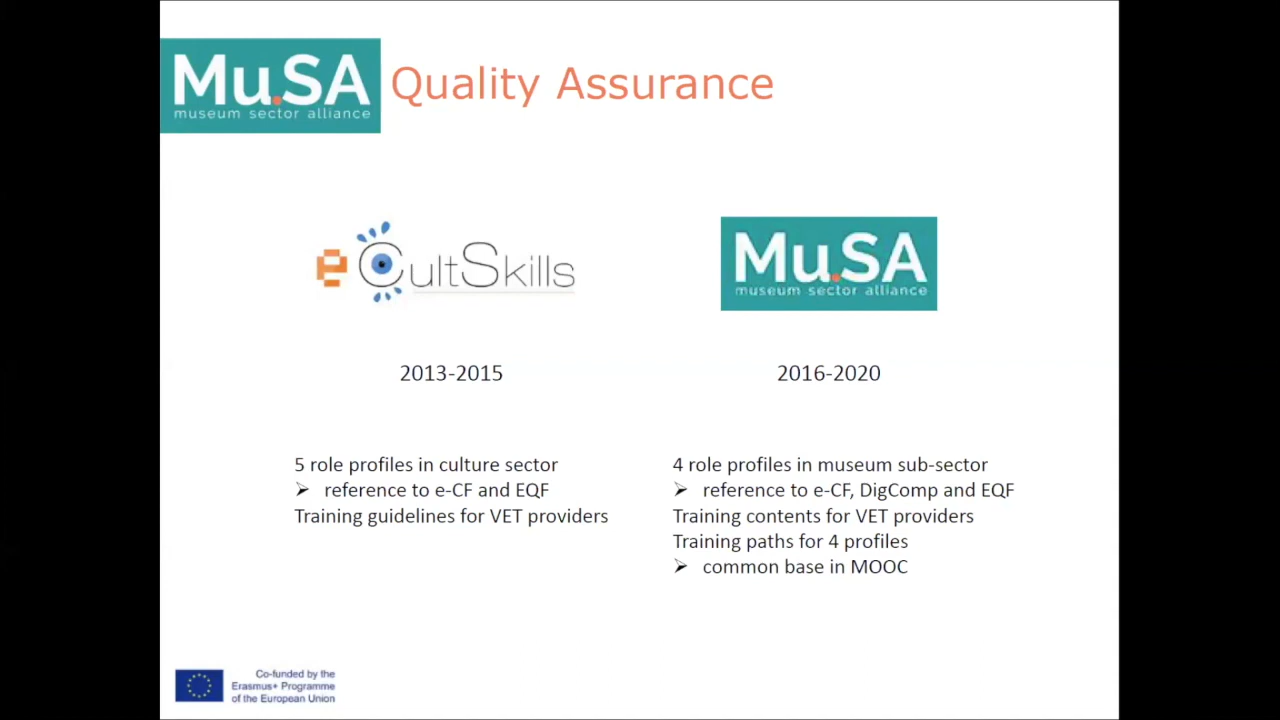 Mu.SA
museum sector alliance
Quality Assurance
eCultSkills
2013-2015
5 role profiles in culture sector
➢ reference to e-CF and EQF
Training guidelines for VET providers
Mu.SA
museum sector alliance
2016-2020
4 role profiles in museum sub-sector
➢ reference to e-CF, DigComp and EQF
Training contents for VET providers
Training paths for 4 profiles
➢ common base in MOOC
Co-funded by the
Erasmus+ Programme
of the European Union